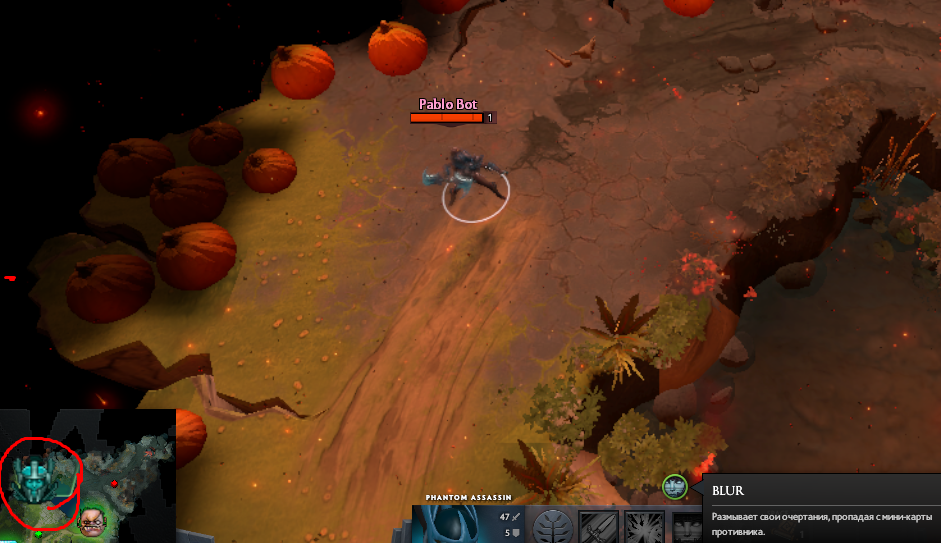 Pablo Bot
1
PHANTOM ASSASSIN
47
5
BLUR
Размывает свои очертания, пропадая с мини-карты
противника.